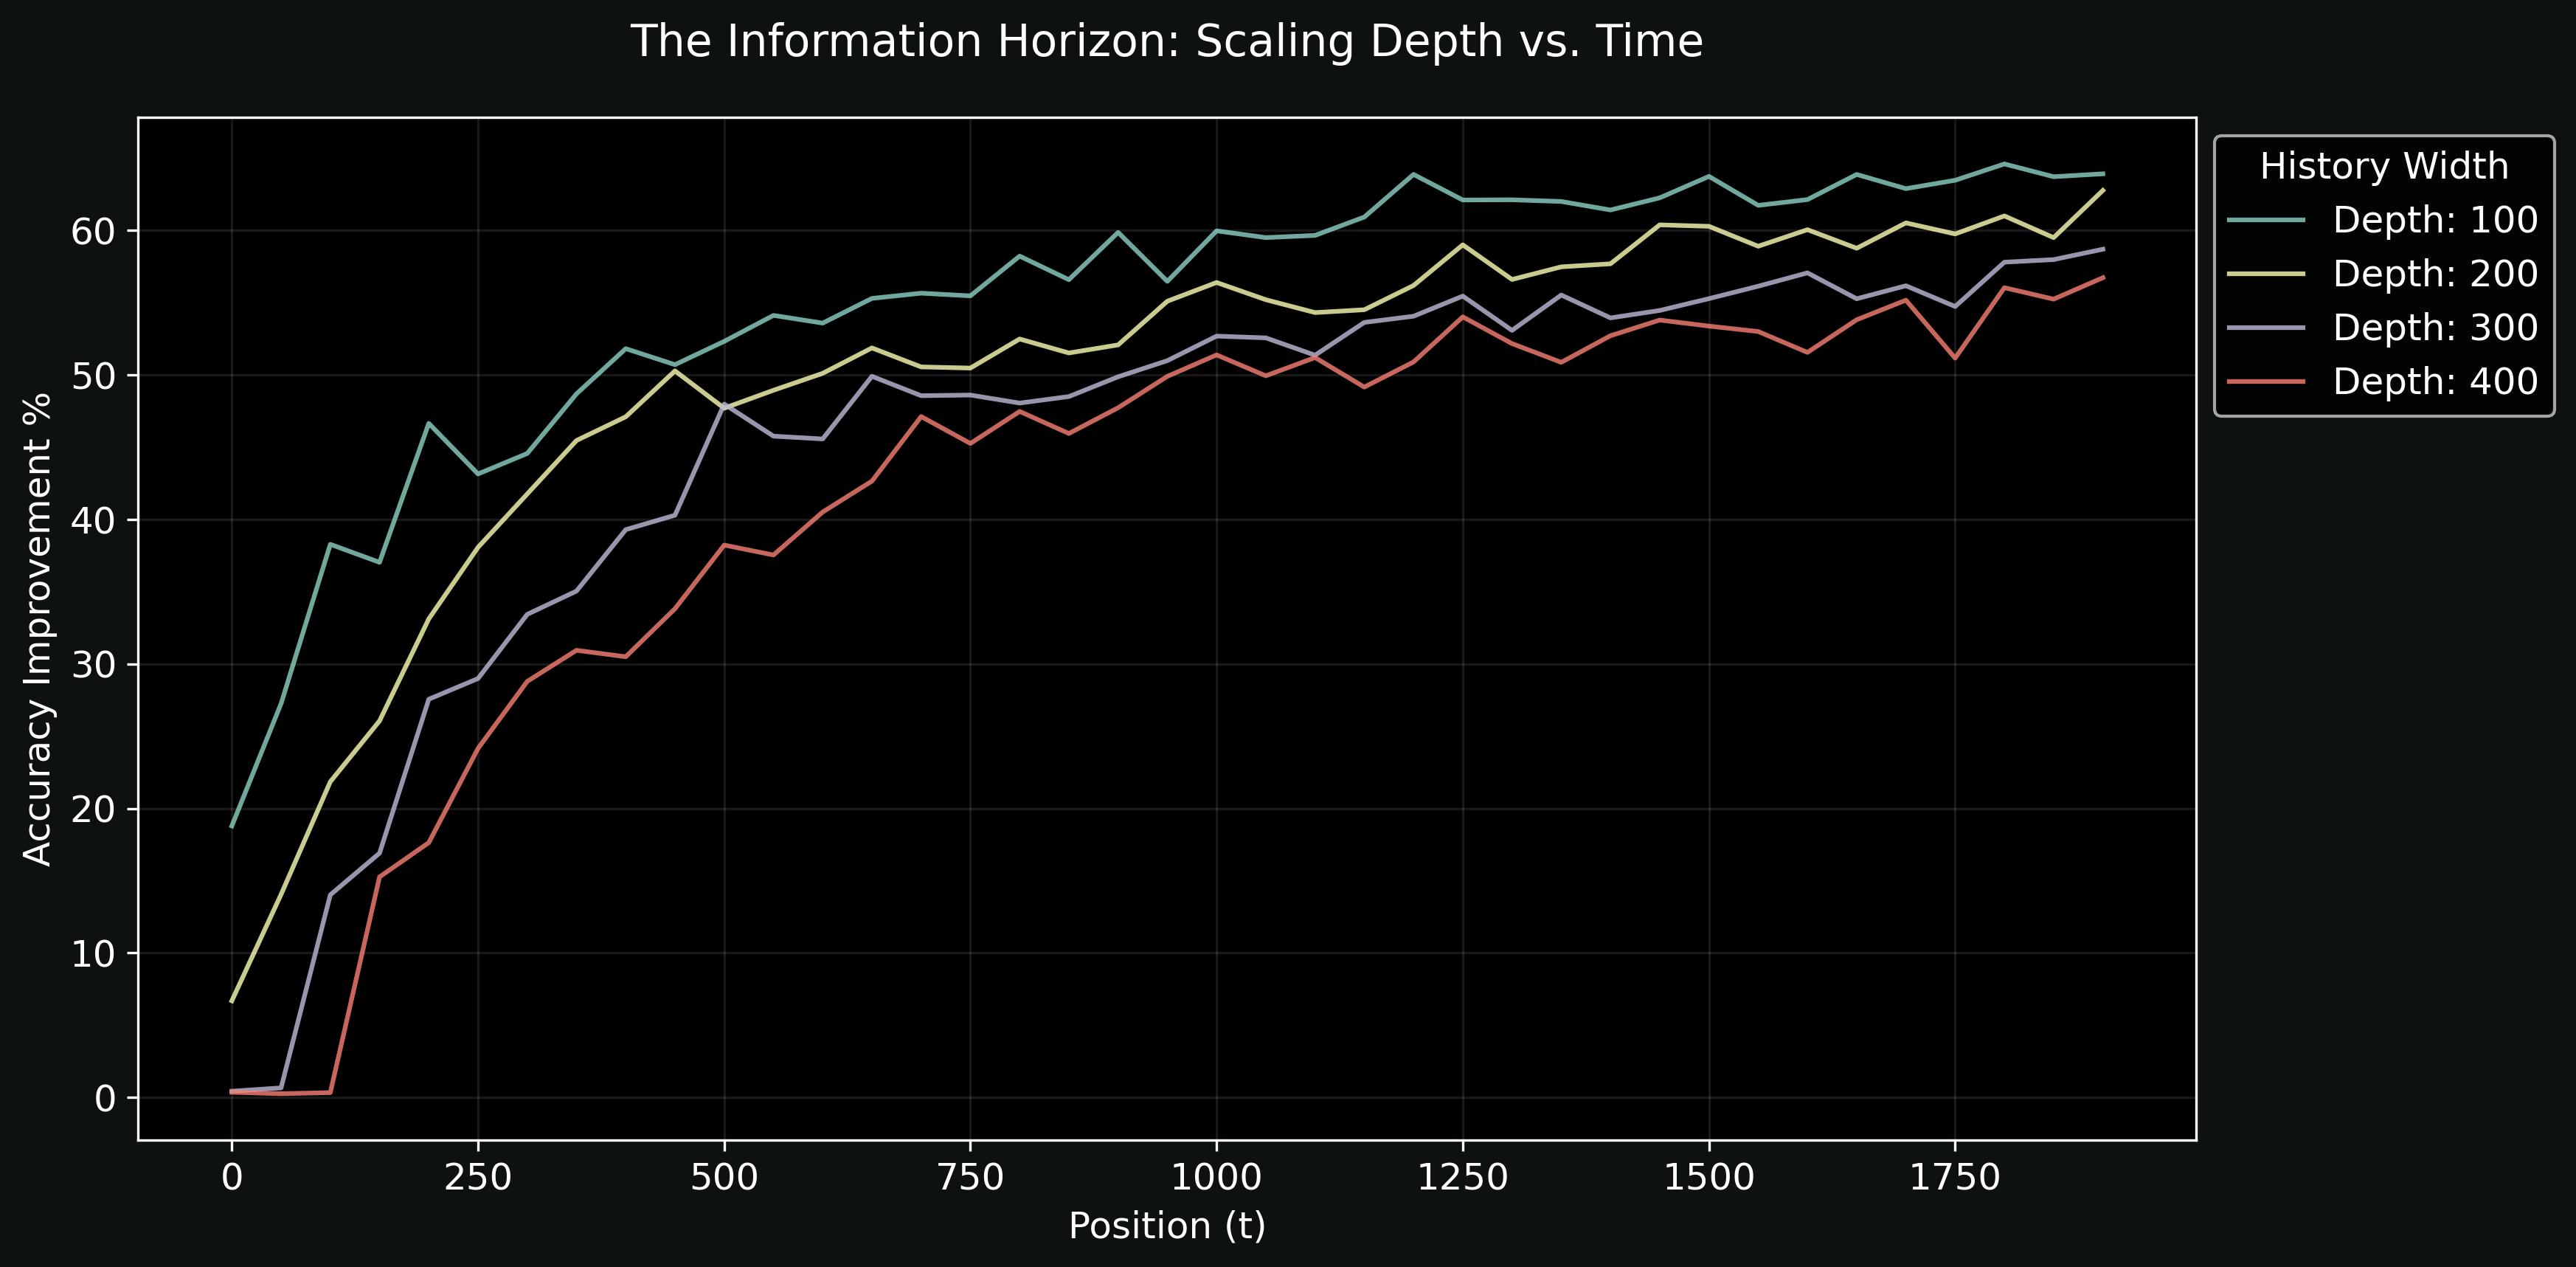 The Information Horizon: Scaling Depth vs. Time
History Width
Depth: 100
Depth: 200
Depth: 300
Depth: 400
Accuracy Improvement %
60
50
40
30
20
10
0
0 250 500 750 1000 1250 1500 1750
Position (t)